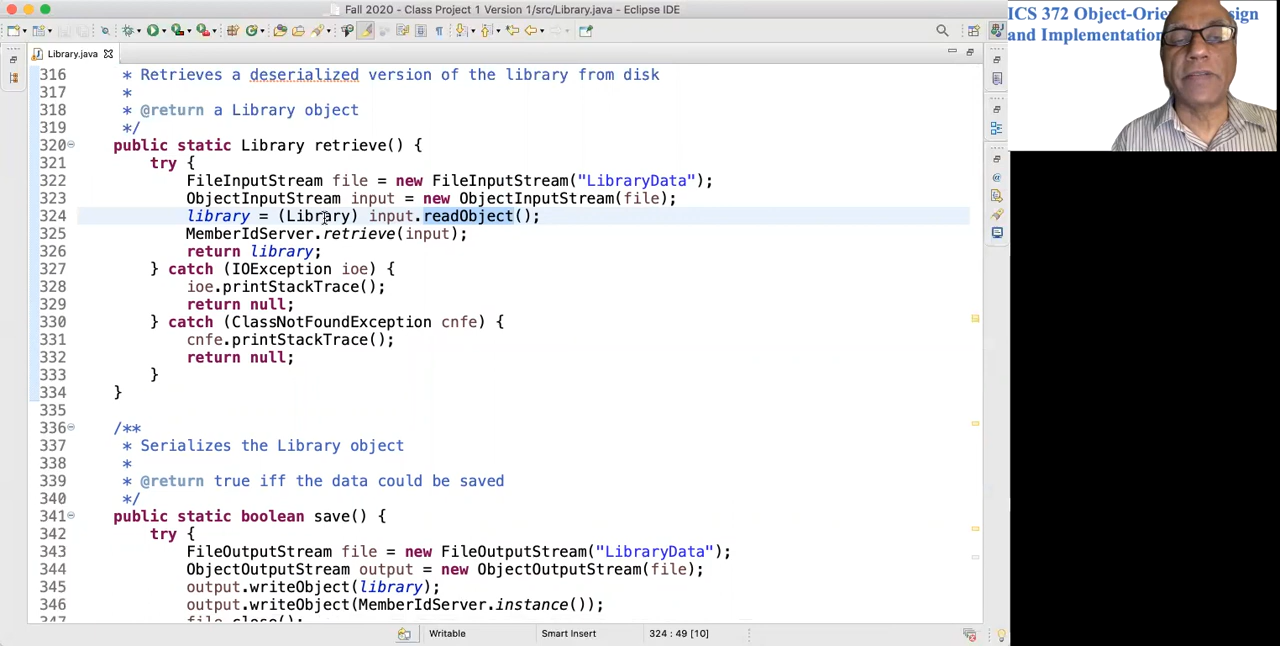 Fall 2020 - Class Project 1 Version 1/src/Library.java - Eclipse IDE
ICS 372 Object-Orie
sign
and Implementation
Library.java
316 * Retrieves a deserialized version of the library from disk
317 *
318 * @return a Library object
319 */
320 public static Library retrieve() {
321 try {
322 FileInputStream file = new FileInputStream("LibraryData");
323 ObjectInputStream input = new ObjectInputStream(file);
324 library = (Library) input.readObject();
325 MemberIdServer.retrieve(input);
326 return library;
327 } catch (IOException ioe) {
328 ioe.printStackTrace();
329 return null;
330 } catch (ClassNotFoundException cnfe) {
331 cnfe.printStackTrace();
332 return null;
333 }
334 }
335
336 /**
337 * Serializes the Library object
338 *
339 * @return true iff the data could be saved
340 */
341 public static boolean save() {
342 try {
343 FileOutputStream file = new FileOutputStream("LibraryData");
344 ObjectOutputStream output = new ObjectOutputStream(file);
345 output.writeObject(library);
346 output.writeObject(MemberIdServer.instance());
347 file.close();
Writable Smart Insert 324 : 49 [10]